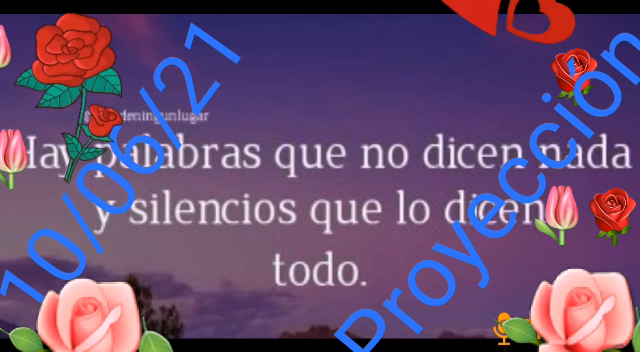 Hay palabras que no dicen nada
y silencios que lo dicen
todo.
10/06/21
Proyección